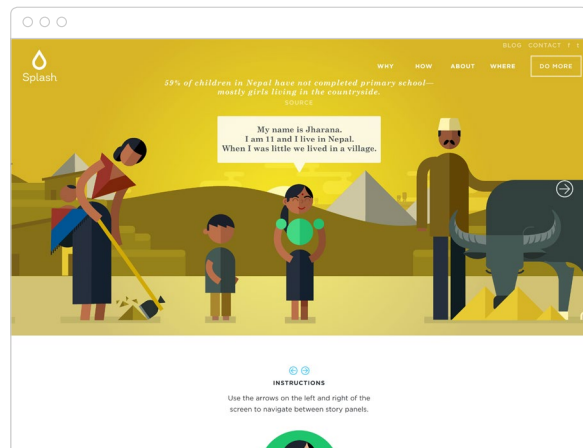 BLOG CONTACT f t
Splash
WHY HOW ABOUT WHERE DO MORE
59% of children in Nepal have not completed primary school—
mostly girls living in the countryside.
SOURCE
My name is Jharana.
I am 11 and I live in Nepal.
When I was little we lived in a village.
INSTRUCTIONS
Use the arrows on the left and right of the
screen to navigate between story panels.